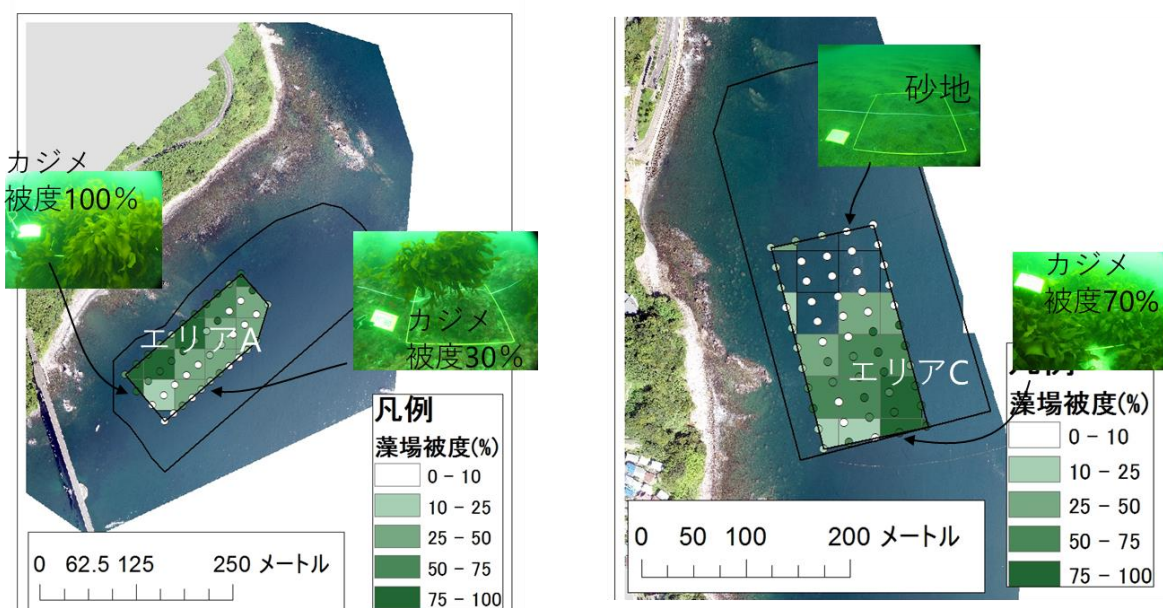 カジメ
被度100%
エリアA
カジメ
被度30%
凡例
藻場被度(%)
0 - 10
10 - 25
25 - 50
50 - 75
75 - 100
0 62.5 125 250 メートル
砂地
カジメ
被度70%
エリアC
凡例
藻場被度(%)
0 - 10
10 - 25
25 - 50
50 - 75
75 - 100
0 50 100 200 メートル